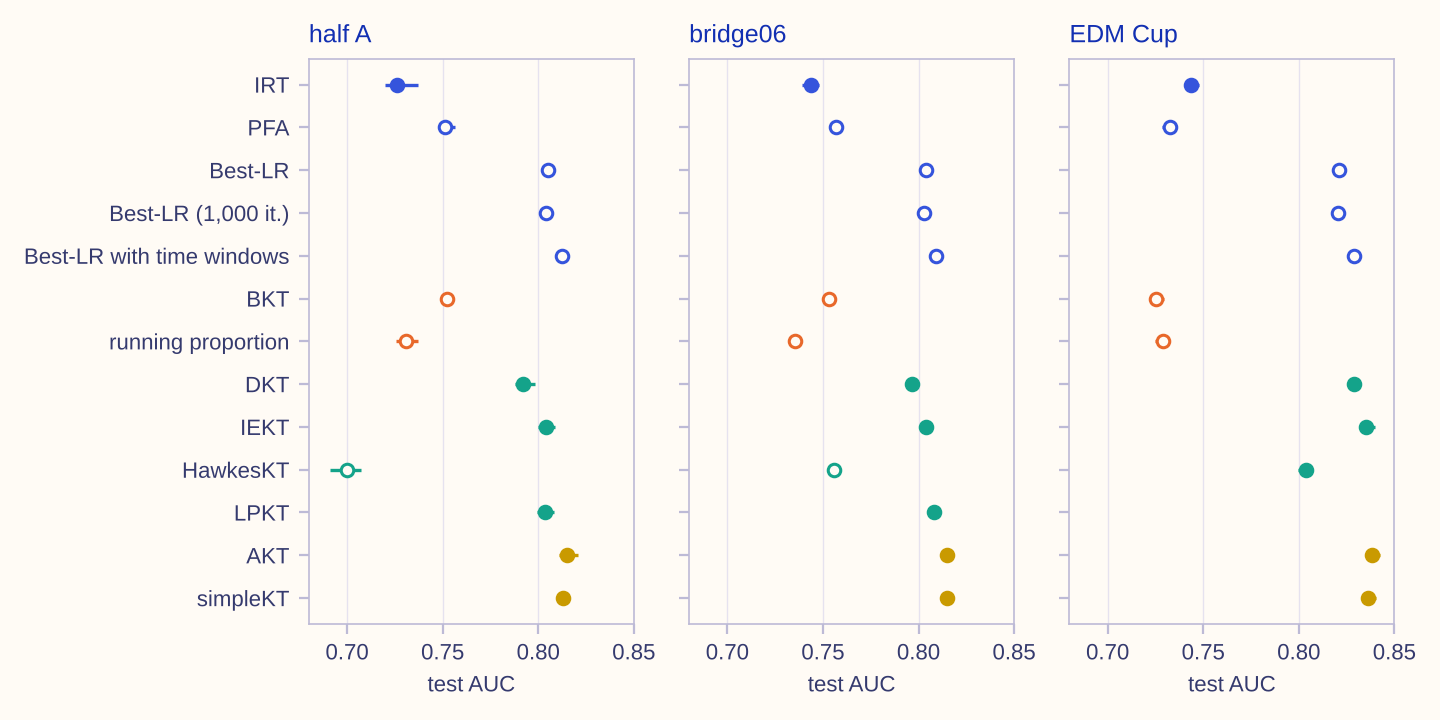 half A
bridge06
EDM Cup
IRT
PFA
Best-LR
Best-LR (1,000 it.)
Best-LR with time windows
BKT
running proportion
DKT
IEKT
HawkesKT
LPKT
AKT
simpleKT
0.70 0.75 0.80 0.85
0.70 0.75 0.80 0.85
0.70 0.75 0.80 0.85
test AUC
test AUC
test AUC